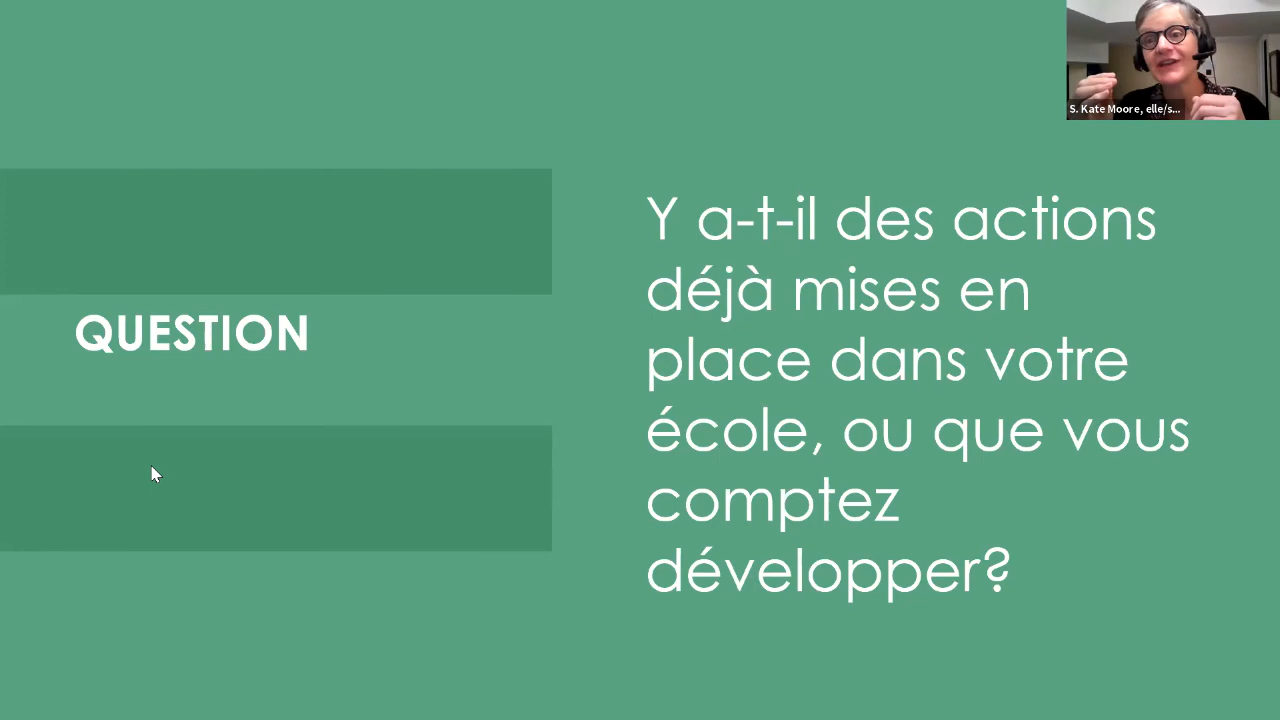 S. Kate Moore, elle/s...
QUESTION
Y a-t-il des actions
déjà mises en
place dans votre
école, ou que vous
comptez
développer?